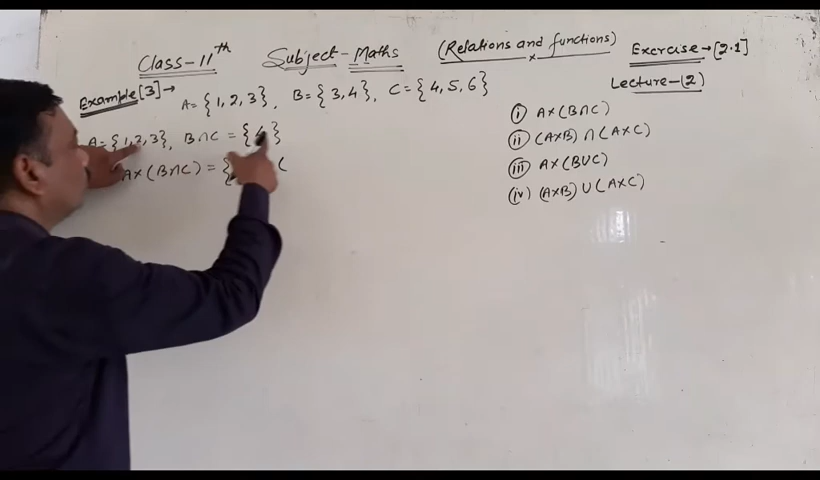 Class-11th Subject-Maths (Relations and functions) Excercise→[2.1]
Example[3]→ A={1,2,3}, B={3,4}, C={4,5,6} Lecture-(2)
A={1,2,3}, B∩C={4}
A×(B∩C)={ (
(i) A×(B∩C)
(ii) (A×B)∩(A×C)
(iii) A×(B∪C)
(iv) (A×B)∪(A×C)